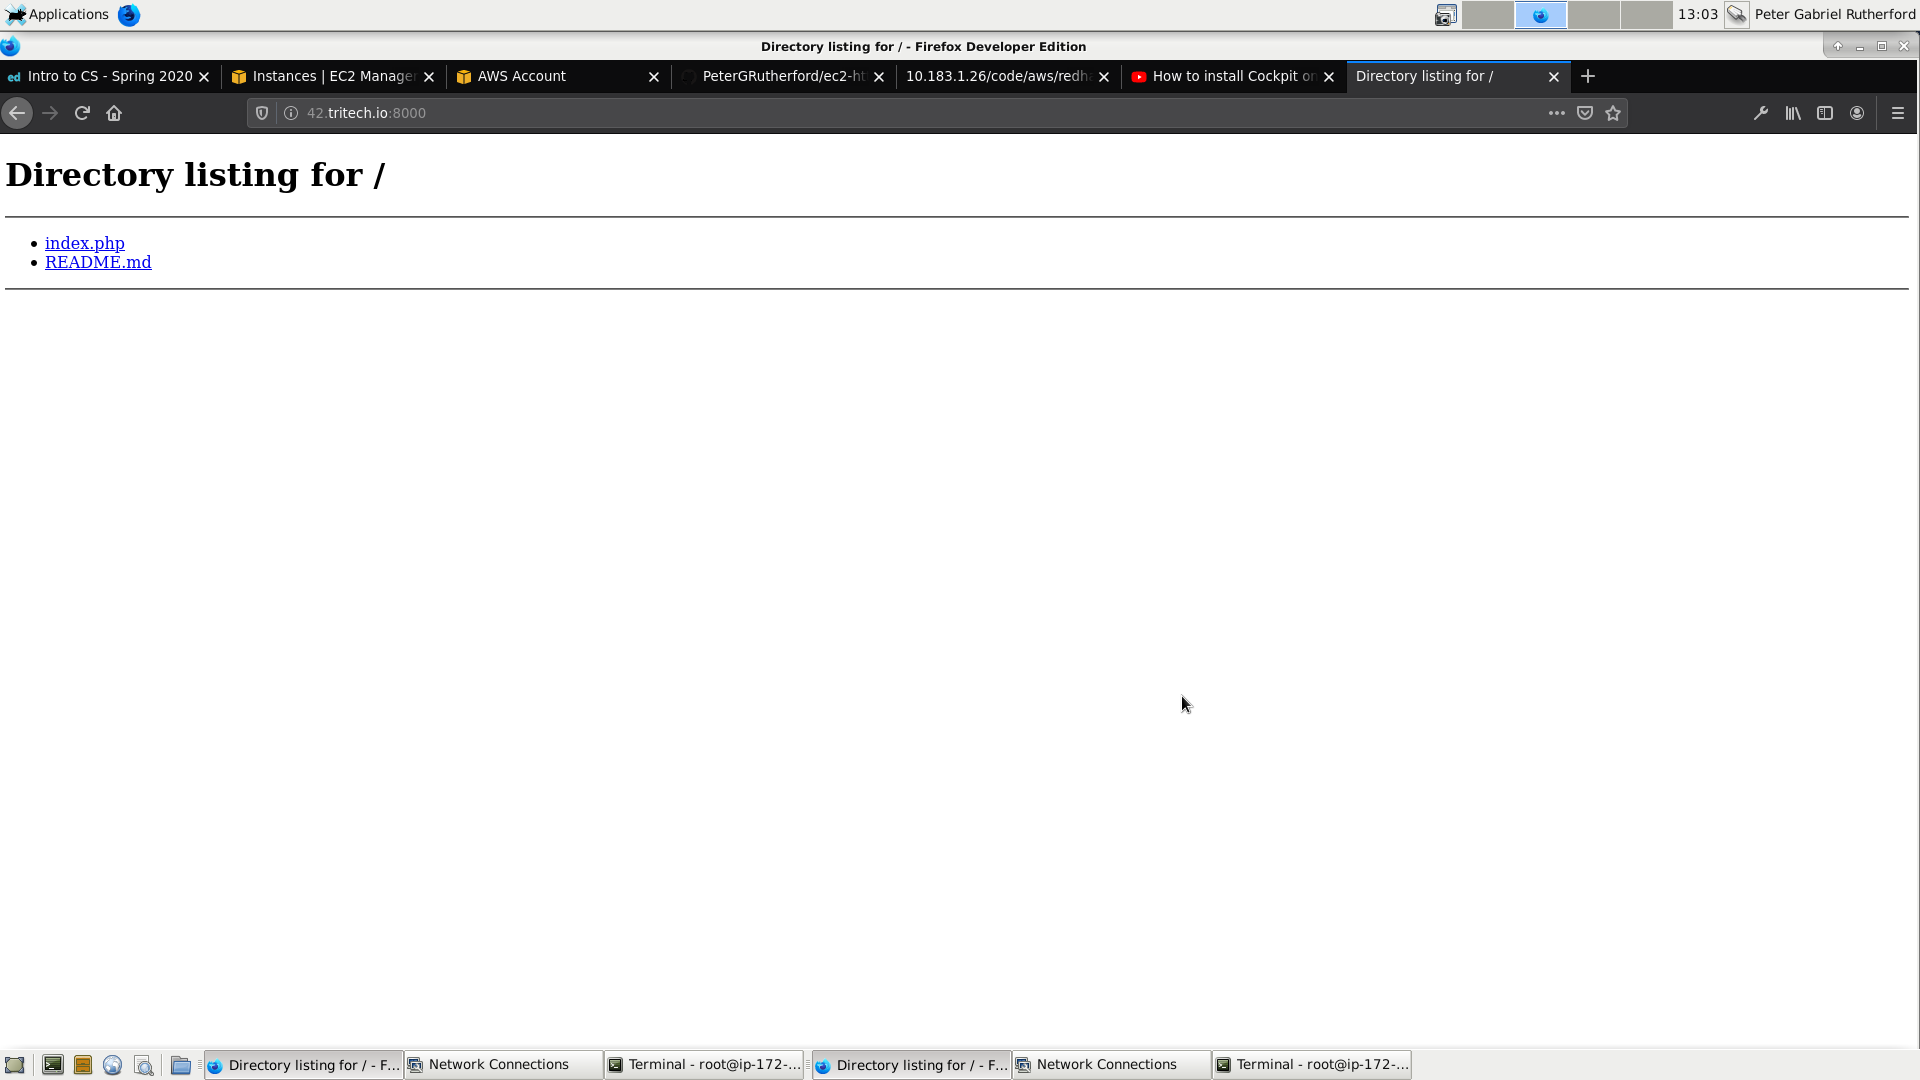 Applications 13:03 Peter Gabriel Rutherford
Directory listing for / - Firefox Developer Edition
ed Intro to CS - Spring 2020 Instances | EC2 Manage AWS Account PeterGRutherford/ec2-ht 10.183.1.26/code/aws/redh How to install Cockpit on Directory listing for /
42.tritech.io:8000
Directory listing for /
• index.php
• README.md
Directory listing for / - F... Network Connections Terminal - root@ip-172-... Directory listing for / - F... Network Connections Terminal - root@ip-172-...